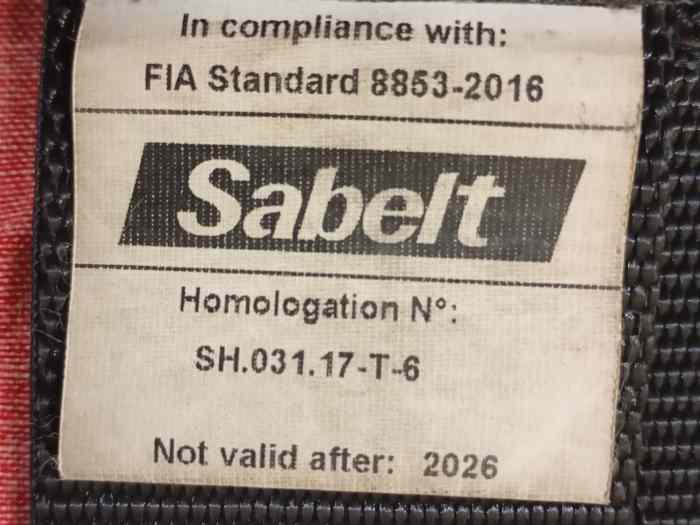 In compliance with:
FIA Standard 8853-2016
Sabelt
Homologation N°:
SH.031.17-T-6
Not valid after: 2026